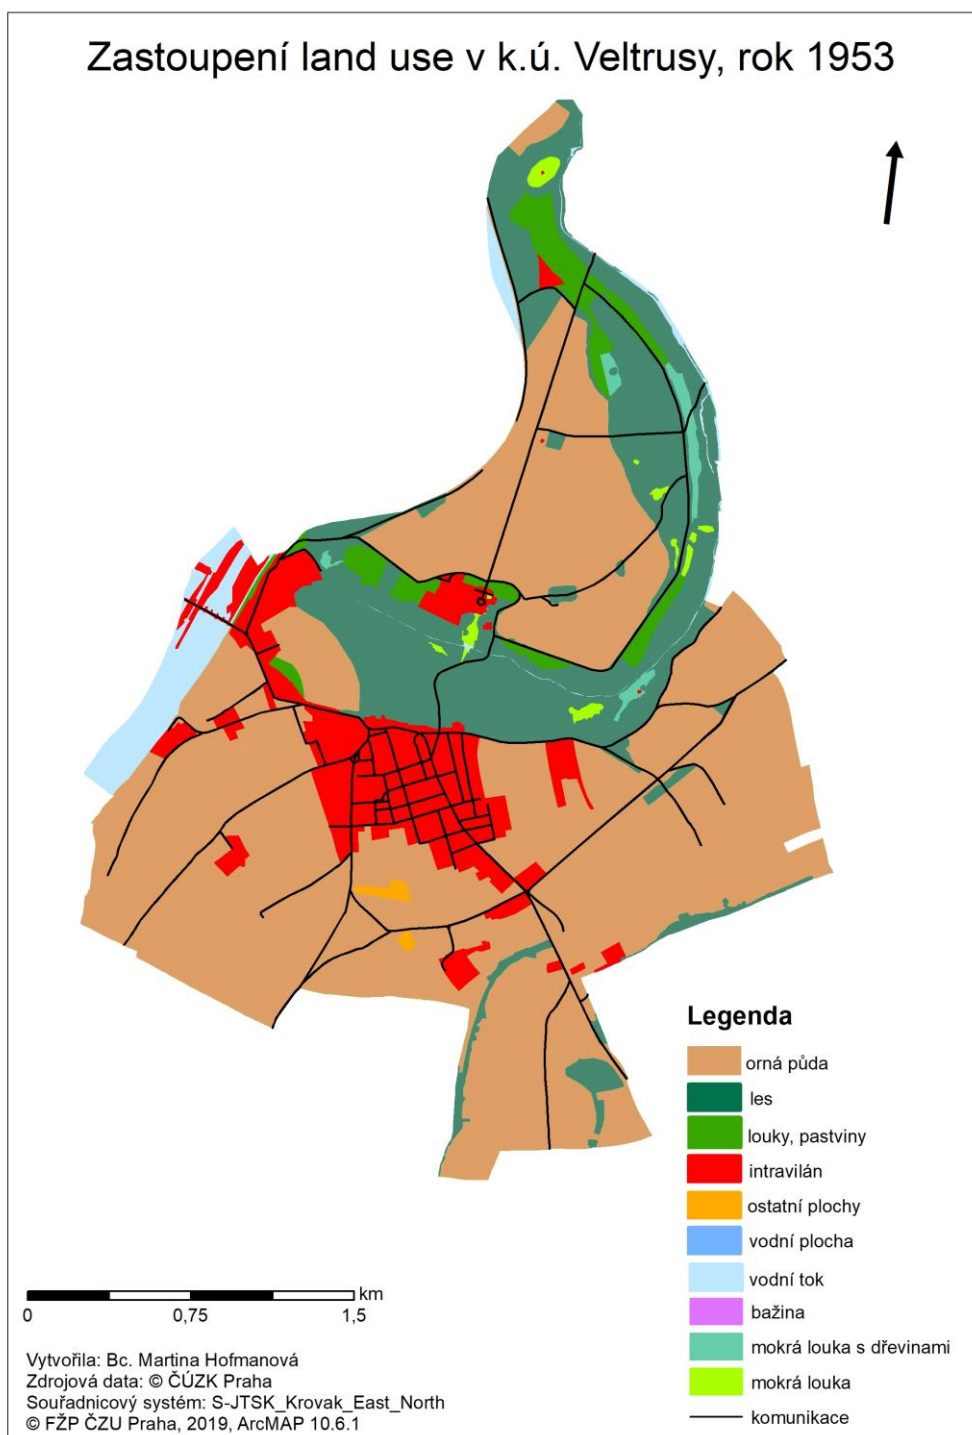 Zastoupení land use v k.ú. Veltrusy, rok 1953
Legenda
orná půda
les
louky, pastviny
intravilán
ostatní plochy
vodní plocha
vodní tok
bažina
mokrá louka s dřevinami
mokrá louka
komunikace
km
0 0,75 1,5
Vytvořila: Bc. Martina Hofmanová
Zdrojová data: © ČÚZK Praha
Souřadnicový systém: S-JTSK_Krovak_East_North
© FŽP ČZU Praha, 2019, ArcMAP 10.6.1